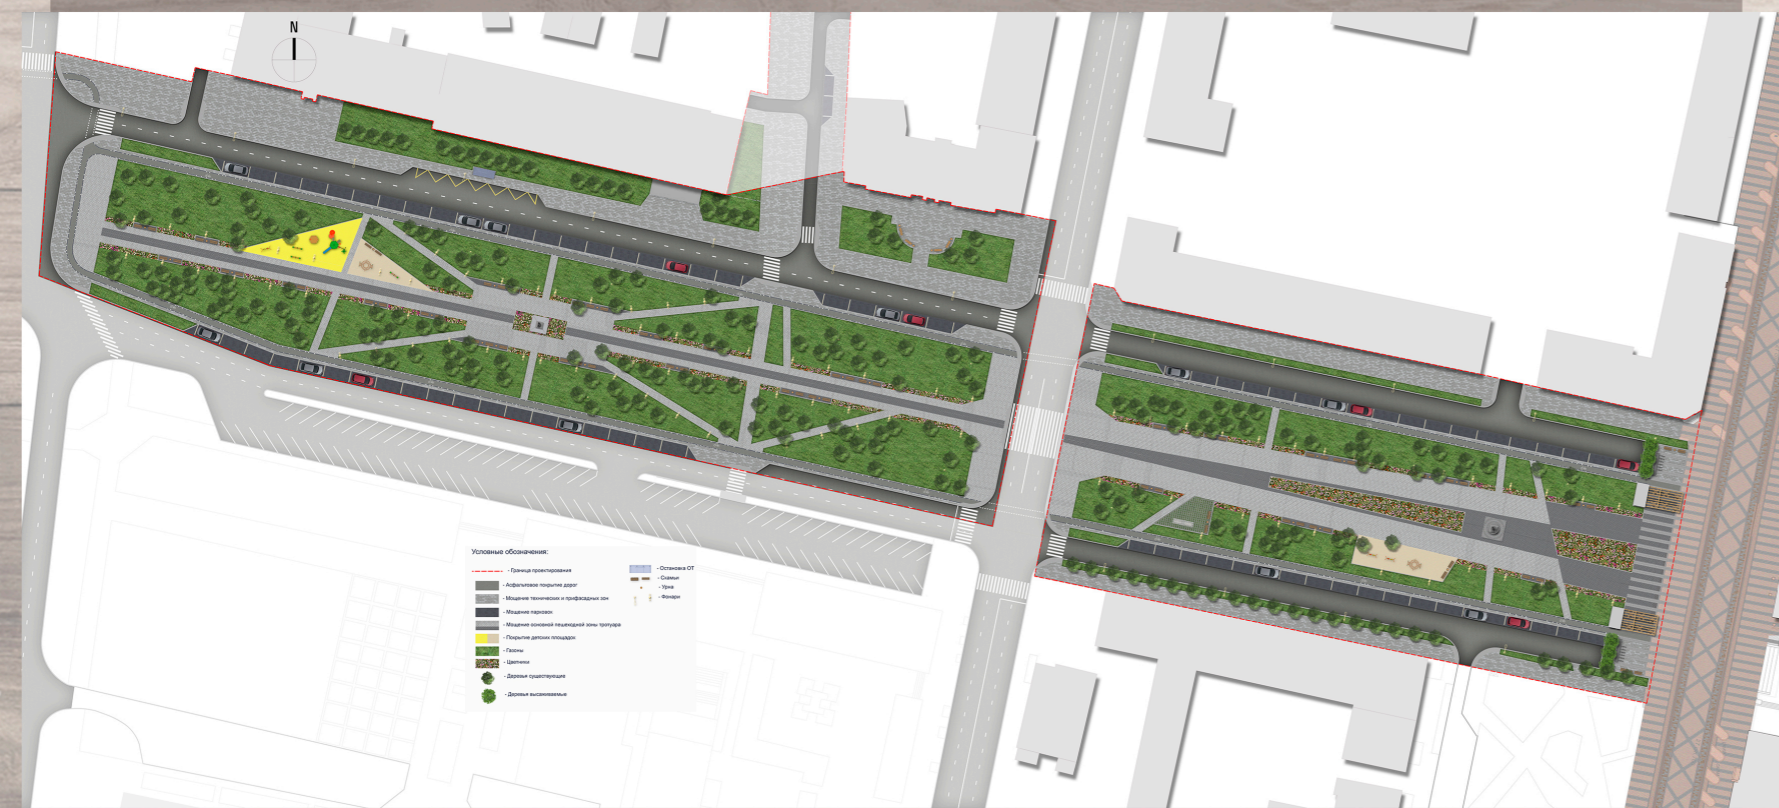 N
Условные обозначения:
- Граница проектирования
- Асфальтовое покрытие дорог
- Мощение технических и прифасадных зон
- Мощение парковок
- Мощение основной пешеходной зоны тротуара
- Покрытие детских площадок
- Газоны
- Цветники
- Деревья существующие
- Деревья высаживаемые
- Остановка ОТ
- Скамьи
- Урна
- Фонари